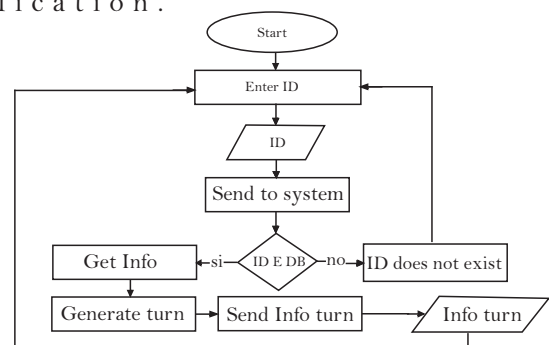 fication.
Start
Enter ID
ID
Send to system
Get Info si ID E DB no ID does not exist
Generate turn Send Info turn Info turn